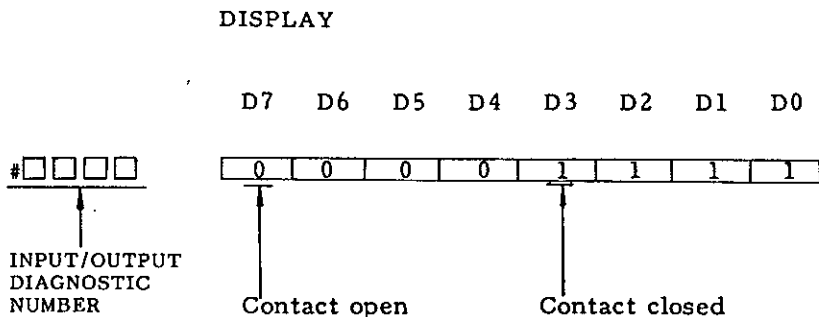 DISPLAY
D7 D6 D5 D4 D3 D2 D1 D0
#□□□□ 0 0 0 0 1 1 1 1
INPUT/OUTPUT
DIAGNOSTIC
NUMBER Contact open Contact closed